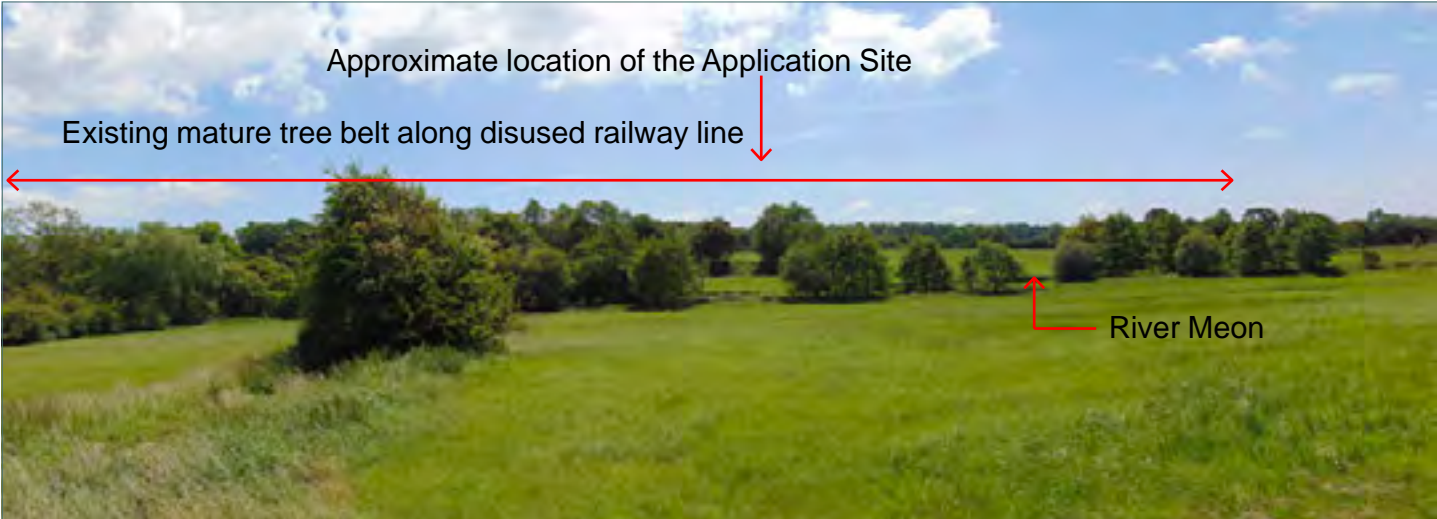 Approximate location of the Application Site
Existing mature tree belt along disused railway line
River Meon